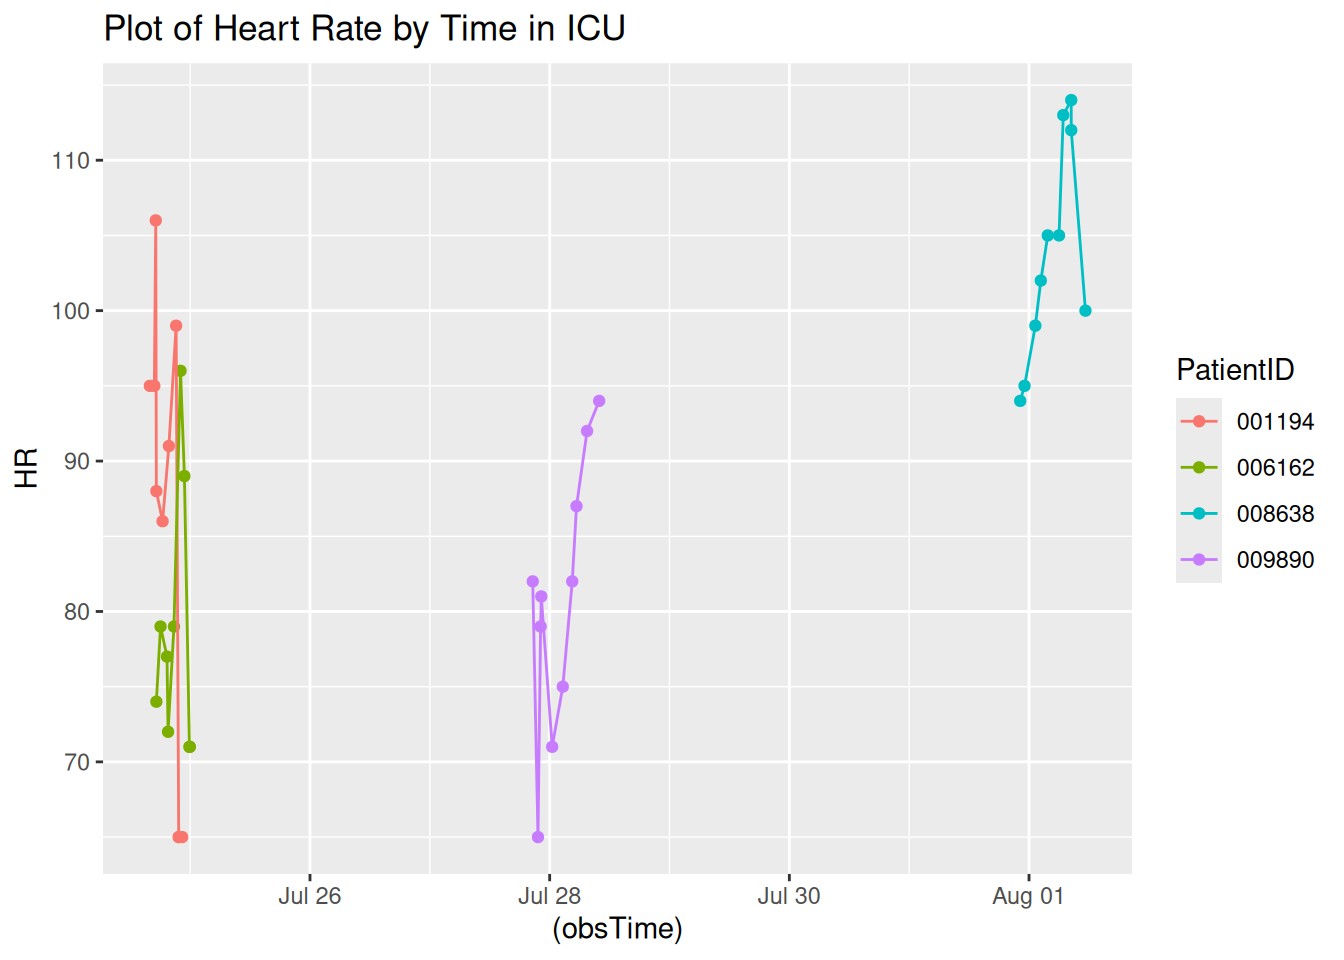 Plot of Heart Rate by Time in ICU
110
100
90
80
70
HR
Jul 26
Jul 28
Jul 30
Aug 01
(obsTime)
PatientID
001194
006162
008638
009890